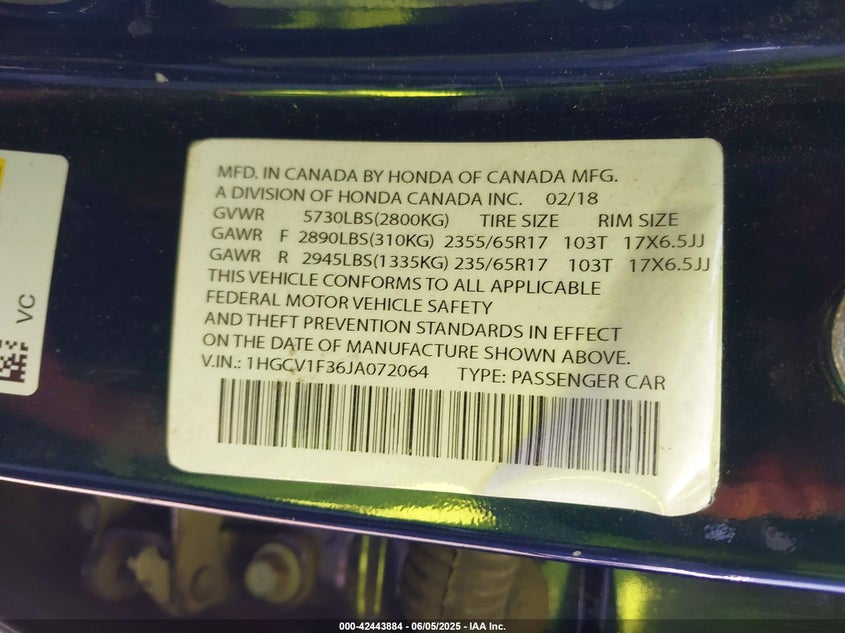 MFD. IN CANADA BY HONDA OF CANADA MFG.
A DIVISION OF HONDA CANADA INC. 02/18
GVWR 5730LBS(2800KG) TIRE SIZE RIM SIZE
GAWR F 2890LBS(310KG) 2355/65R17 103T 17X6.5JJ
GAWR R 2945LBS(1335KG) 235/65R17 103T 17X6.5JJ
THIS VEHICLE CONFORMS TO ALL APPLICABLE
FEDERAL MOTOR VEHICLE SAFETY
AND THEFT PREVENTION STANDARDS IN EFFECT
ON THE DATE OF MANUFACTURE SHOWN ABOVE.
V.IN.: 1HGCV1F36JA072064 TYPE: PASSENGER CAR
VC
000-42443884 - 06/05/2025 - IAA Inc.